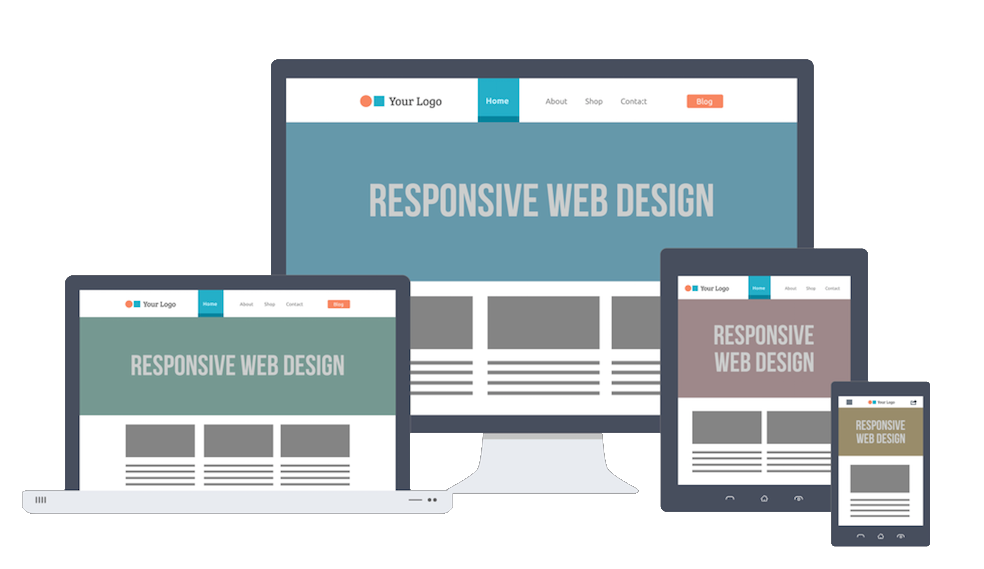 Your Logo Home About Shop Conta:t Blog
RESPONSIVE WEB DESIGN
Your Logo Home About Shop Contact Blog
RESPONSIVE WEB DESIGN
Your Logo Home About Shop Contact
RESPONSIVE
WEB DESIGN
Your Logo
RESPONSIVE
WEB DESIGN